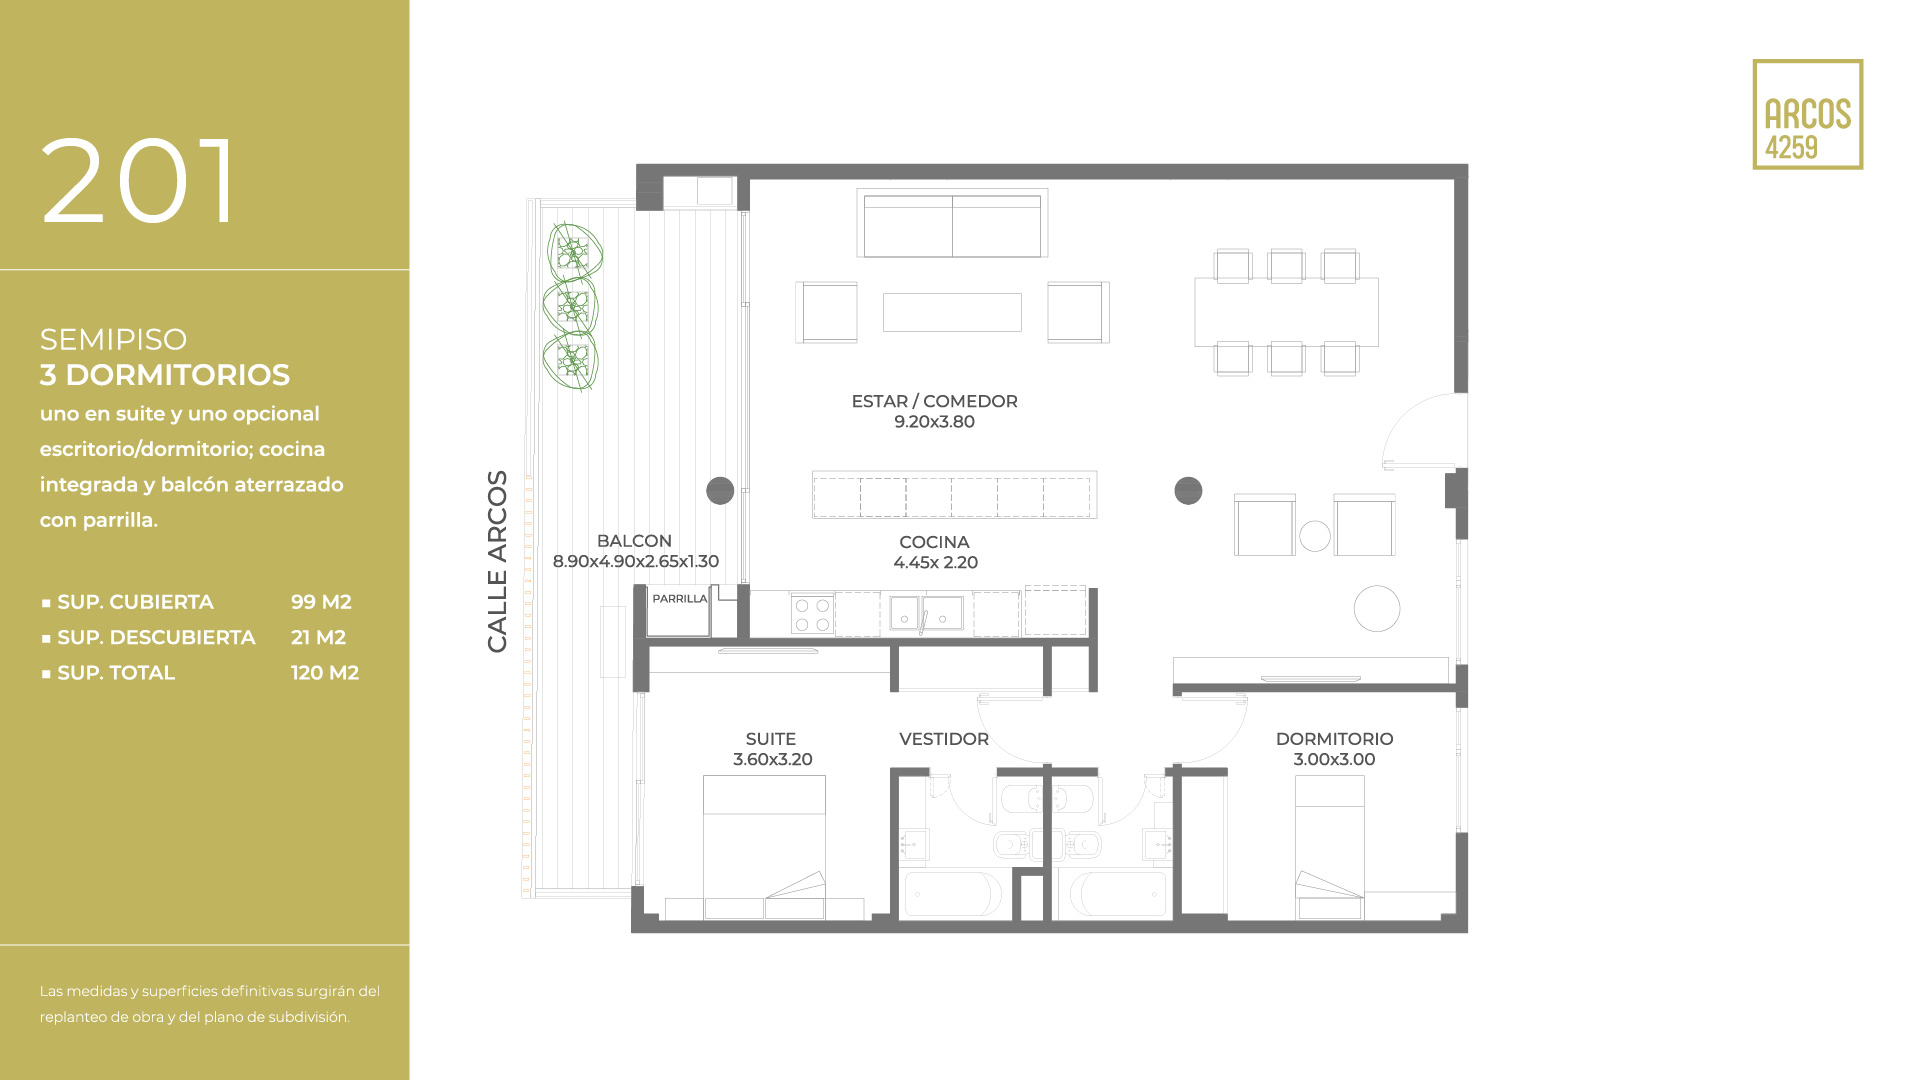 201
SEMIPISO
3 DORMITORIOS
uno en suite y uno opcional
escritorio/dormitorio; cocina
integrada y balcón aterrazado
con parrilla.
SUP. CUBIERTA 99 M2
SUP. DESCUBIERTA 21 M2
SUP. TOTAL 120 M2
Las medidas y superficies definitivas surgirán del
replanteo de obra y del plano de subdivisión.
CALLE ARCOS
ESTAR / COMEDOR
9.20x3.80
BALCON
8.90x4.90x2.65x1.30
COCINA
4.45x 2.20
PARRILLA
SUITE
3.60x3.20
VESTIDOR
DORMITORIO
3.00x3.00
ARCOS
4259